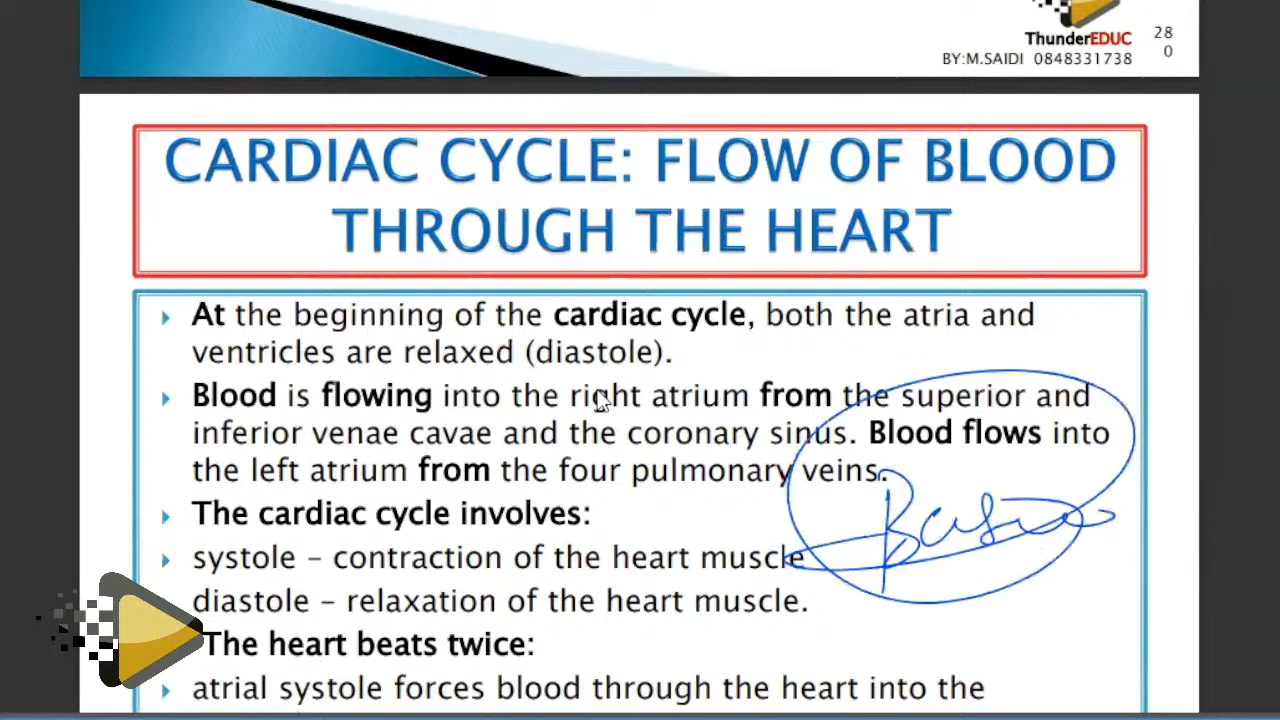 ThunderEDUC
28
BY:M.SAIDI 0848331738
0
CARDIAC CYCLE: FLOW OF BLOOD
THROUGH THE HEART
At the beginning of the cardiac cycle, both the atria and
ventricles are relaxed (diastole).
Blood is flowing into the right atrium from the superior and
inferior venae cavae and the coronary sinus. Blood flows into
the left atrium from the four pulmonary veins.
The cardiac cycle involves:
systole – contraction of the heart muscle
diastole – relaxation of the heart muscle.
The heart beats twice:
atrial systole forces blood through the heart into the